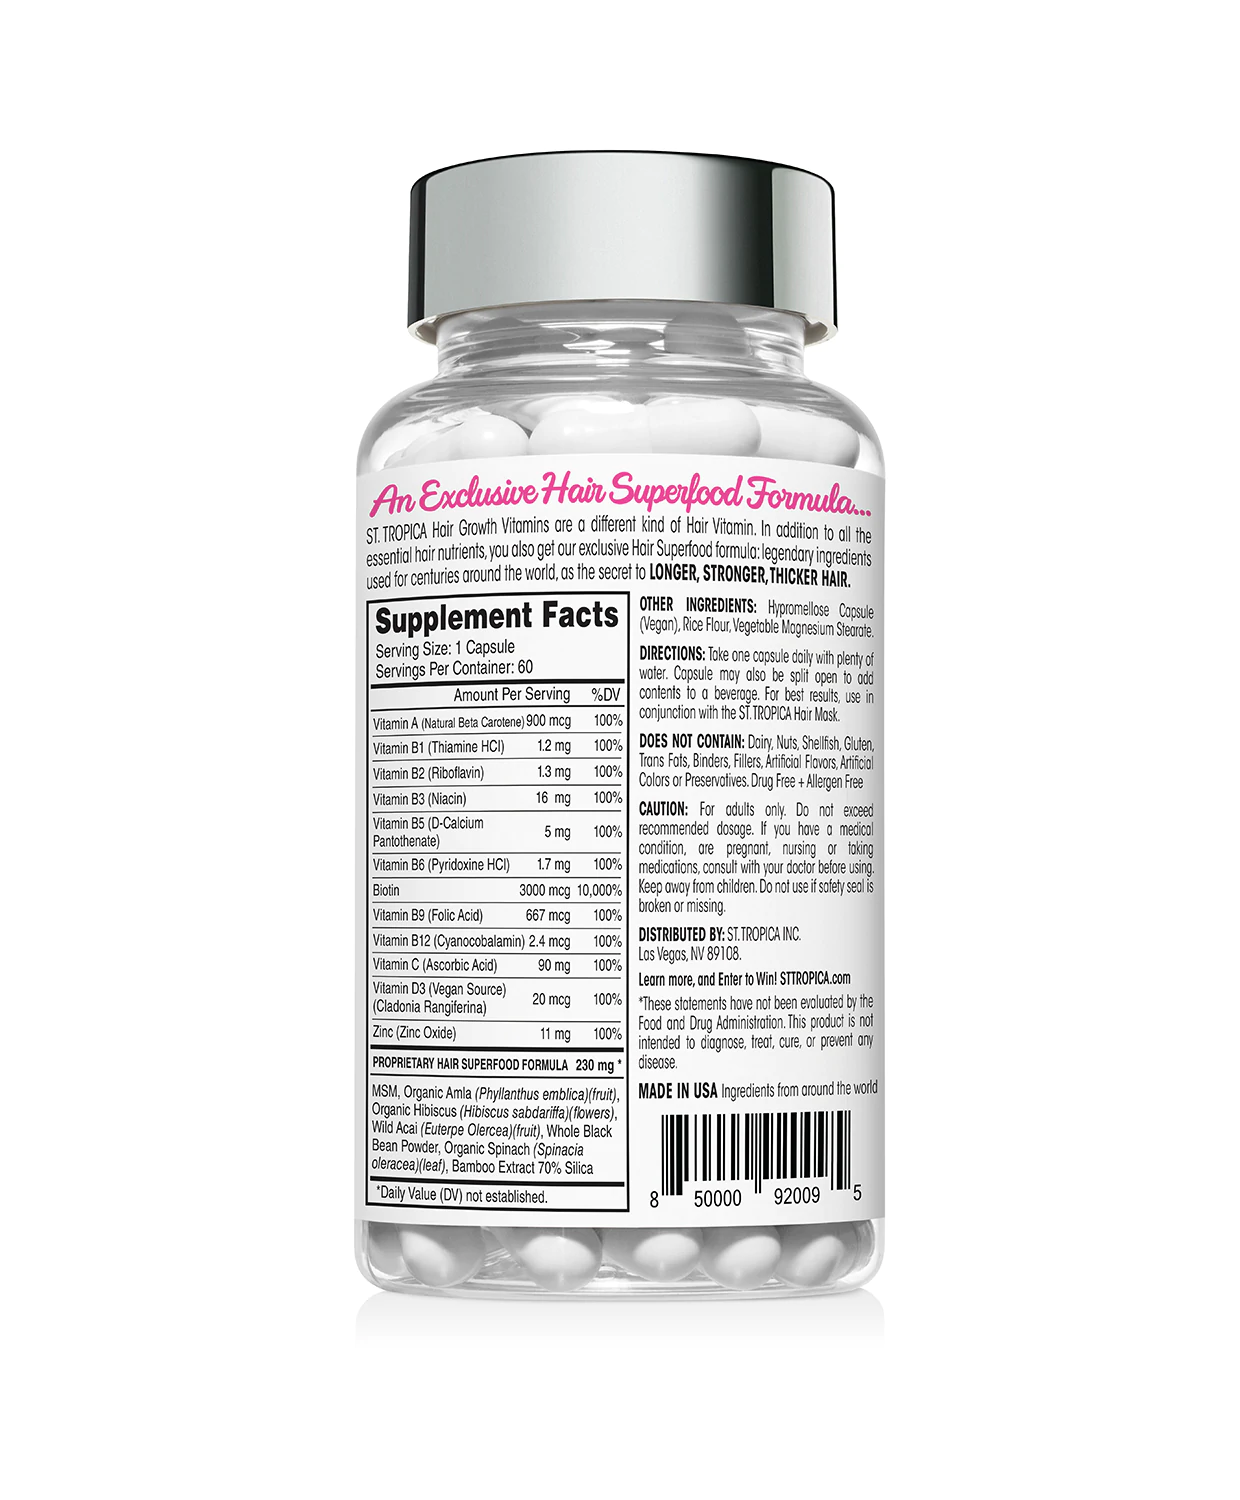 An Exclusive Hair Superfood Formula...
ST. TROPICA Hair Growth Vitamins are a different kind of Hair Vitamin. In addition to all the
essential hair nutrients, you also get our exclusive Hair Superfood formula: legendary ingredients
used for centuries around the world, as the secret to LONGER, STRONGER, THICKER HAIR.
Supplement Facts
Serving Size: 1 Capsule
Servings Per Container: 60
Amount Per Serving %DV
Vitamin A (Natural Beta Carotene) 900 mcg 100%
Vitamin B1 (Thiamine HCl) 1.2 mg 100%
Vitamin B2 (Riboflavin) 1.3 mg 100%
Vitamin B3 (Niacin) 16 mg 100%
Vitamin B5 (D-Calcium
Pantothenate) 5 mg 100%
Vitamin B6 (Pyridoxine HCl) 1.7 mg 100%
Biotin 3000 mcg 10,000%
Vitamin B9 (Folic Acid) 667 mcg 100%
Vitamin B12 (Cyanocobalamin) 2.4 mcg 100%
Vitamin C (Ascorbic Acid) 90 mg 100%
Vitamin D3 (Vegan Source)
(Cladonia Rangiferina) 20 mcg 100%
Zinc (Zinc Oxide) 11 mg 100%
PROPRIETARY HAIR SUPERFOOD FORMULA 230 mg *
MSM, Organic Amla (Phyllanthus emblica)(fruit),
Organic Hibiscus (Hibiscus sabdariffa)(flowers),
Wild Acai (Euterpe Olercea)(fruit), Whole Black
Bean Powder, Organic Spinach (Spinacia
oleracea)(leaf), Bamboo Extract 70% Silica
*Daily Value (DV) not established.
OTHER INGREDIENTS: Hypromellose Capsule
(Vegan), Rice Flour, Vegetable Magnesium Stearate.
DIRECTIONS: Take one capsule daily with plenty of
water. Capsule may also be split open to add
contents to a beverage. For best results, use in
conjunction with the ST. TROPICA Hair Mask.
DOES NOT CONTAIN: Dairy, Nuts, Shellfish, Gluten,
Trans Fats, Binders, Fillers, Artificial Flavors, Artificial
Colors or Preservatives. Drug Free + Allergen Free
CAUTION: For adults only. Do not exceed
recommended dosage. If you have a medical
condition, are pregnant, nursing or taking
medications, consult with your doctor before using.
Keep away from children. Do not use if safety seal is
broken or missing.
DISTRIBUTED BY: ST. TROPICA INC.
Las Vegas, NV 89108.
Learn more, and Enter to Win! STTROPICA.com
*These statements have not been evaluated by the
Food and Drug Administration. This product is not
intended to diagnose, treat, cure, or prevent any
disease.
MADE IN USA Ingredients from around the world
8 50000 92009 5